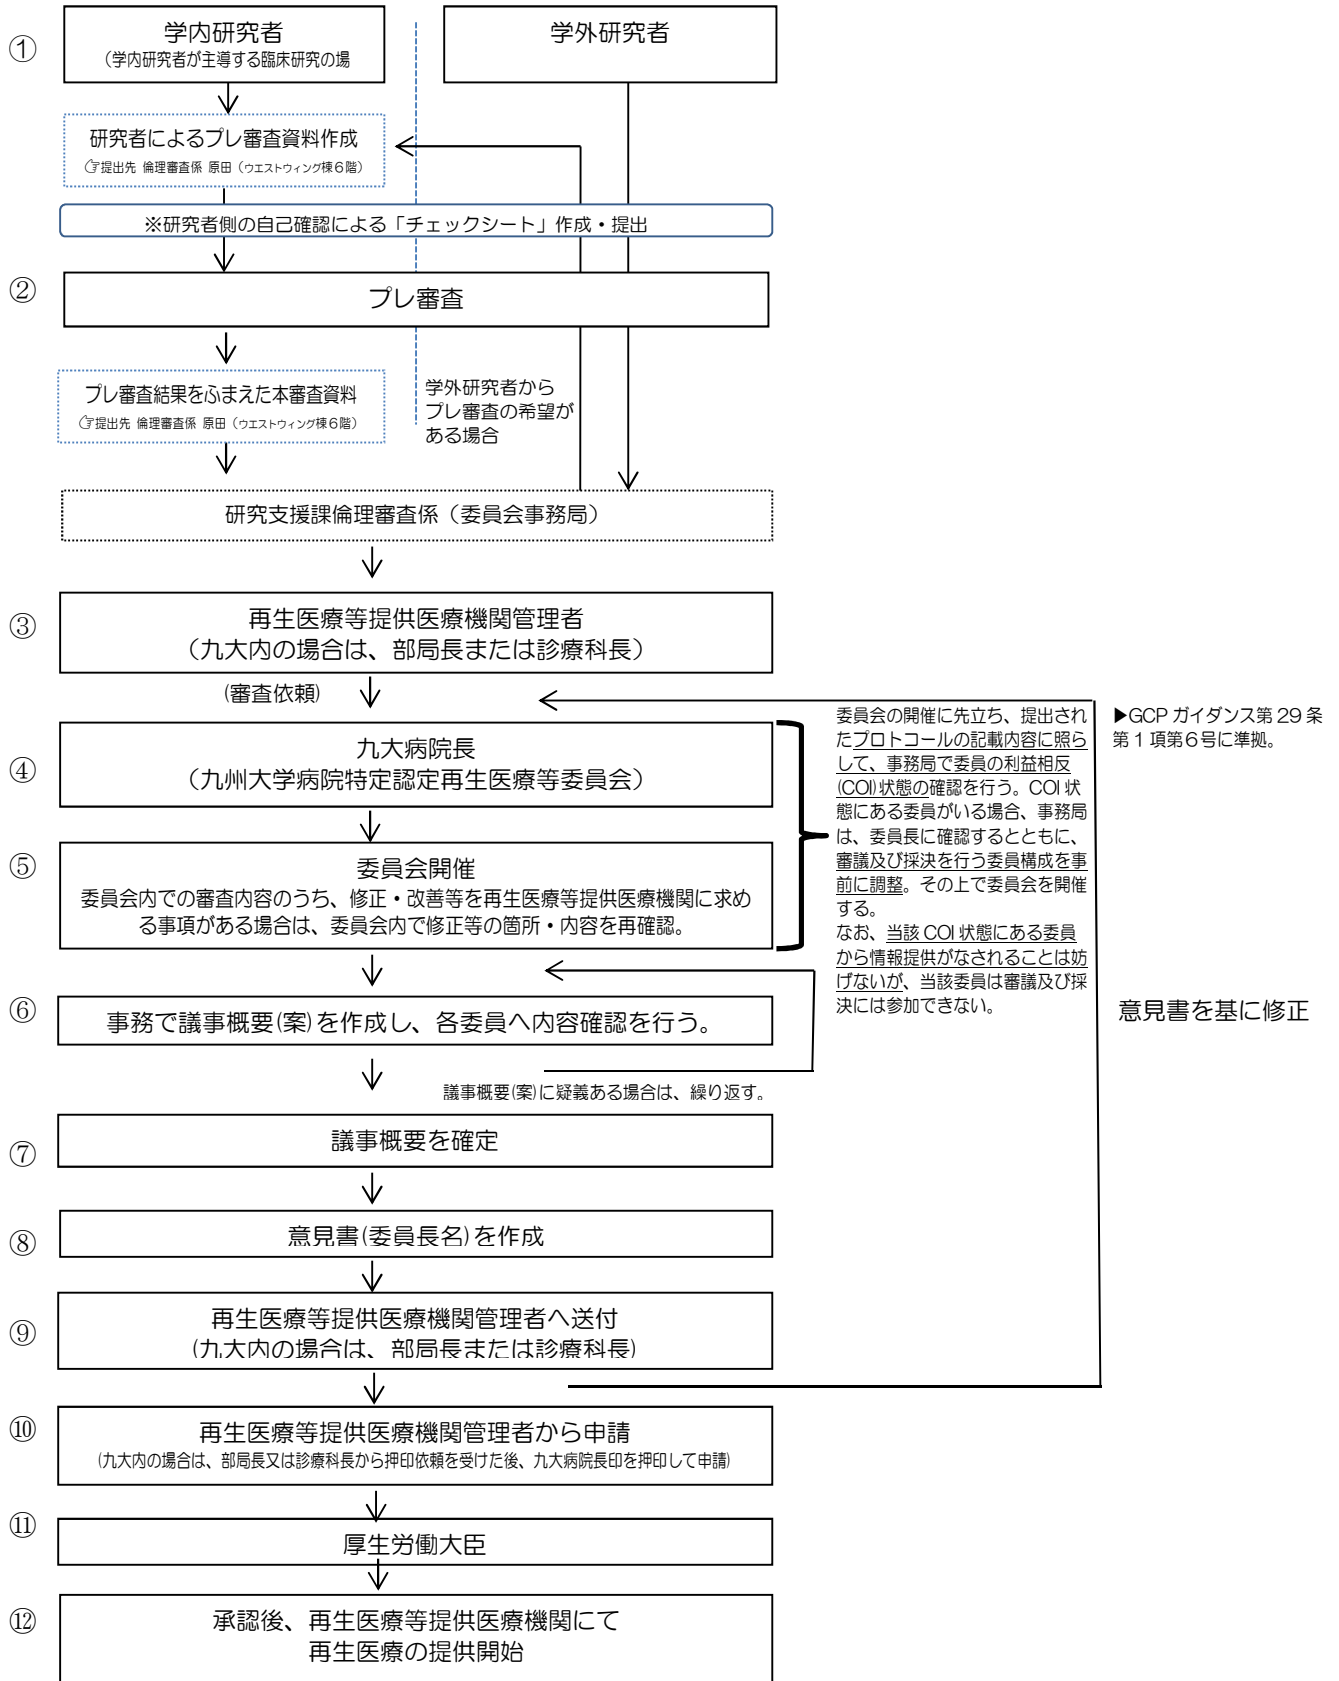 ①
学内研究者
（学内研究者が主導する臨床研究の場
学外研究者
研究者によるプレ審査資料作成
☞提出先 倫理審査係 原田（ウエストウィング棟６階）
※研究者側の自己確認による「チェックシート」作成・提出
②
プレ審査
プレ審査結果をふまえた本審査資料
☞提出先 倫理審査係 原田（ウエストウィング棟６階）
学外研究者から
プレ審査の希望が
ある場合
研究支援課倫理審査係（委員会事務局）
③
再生医療等提供医療機関管理者
（九大内の場合は、部局長または診療科長）
(審査依頼)
④
九大病院長
（九州大学病院特定認定再生医療等委員会）
⑤
委員会開催
委員会内での審査内容のうち、修正・改善等を再生医療等提供医療機関に求め
る事項がある場合は、委員会内で修正等の箇所・内容を再確認。
委員会の開催に先立ち、提出され
たプロトコールの記載内容に照ら
して、事務局で委員の利益相反
(COI)状態の確認を行う。COI 状
態にある委員がいる場合、事務局
は、委員長に確認するとともに、
審議及び採決を行う委員構成を事
前に調整。その上で委員会を開催
する。
なお、当該 COI 状態にある委員
から情報提供がなされることは妨
げないが、当該委員は審議及び採
決には参加できない。
▶GCP ガイダンス第 29 条
第 1 項第６号に準拠。
意見書を基に修正
⑥
事務で議事概要(案)を作成し、各委員へ内容確認を行う。
議事概要(案)に疑義ある場合は、繰り返す。
⑦
議事概要を確定
⑧
意見書(委員長名)を作成
⑨
再生医療等提供医療機関管理者へ送付
(九大内の場合は、部局長または診療科長)
⑩
再生医療等提供医療機関管理者から申請
(九大内の場合は、部局長又は診療科長から押印依頼を受けた後、九大病院長印を押印して申請)
⑪
厚生労働大臣
⑫
承認後、再生医療等提供医療機関にて
再生医療の提供開始